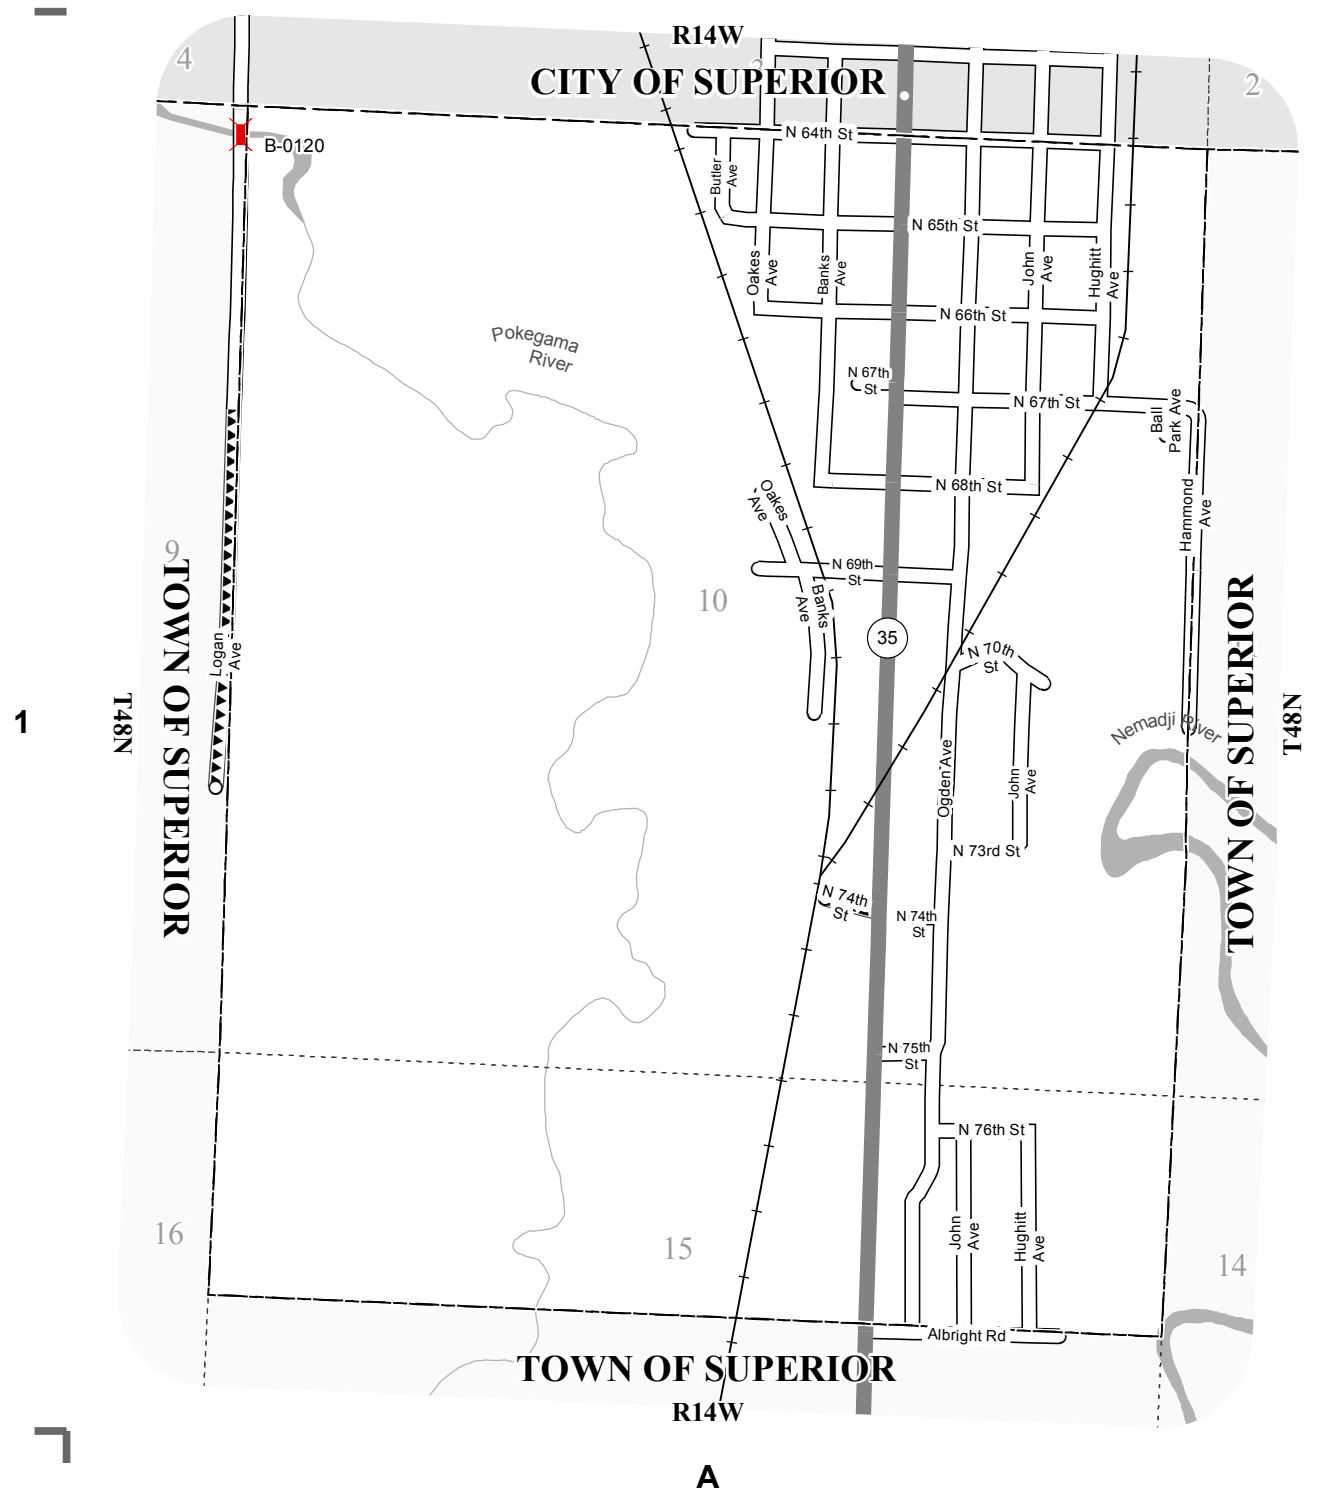 R14W
4
3
2
CITY OF SUPERIOR
B-0120
N 64th St
Butler
Ave
N 65th St
Oakes
Ave
Banks
Ave
John
Ave
Hughitt
Ave
N 66th St
Pokegama
River
N 67th
St
N 67th St
Ball
Park Ave
N 68th St
Oakes
Ave
Hammond
Ave
9
10
N 69th
St
Banks
Ave
35
N 70th
St
Logan
Ave
TOWN OF SUPERIOR
T48N
1
Nemadji River
TOWN OF SUPERIOR
T48N
Ogden Ave
John
Ave
N 73rd St
N 74th
St
N 74th
St
N 75th
St
N 76th St
16
15
14
John
Ave
Hughitt
Ave
Albright Rd
TOWN OF SUPERIOR
R14W
A